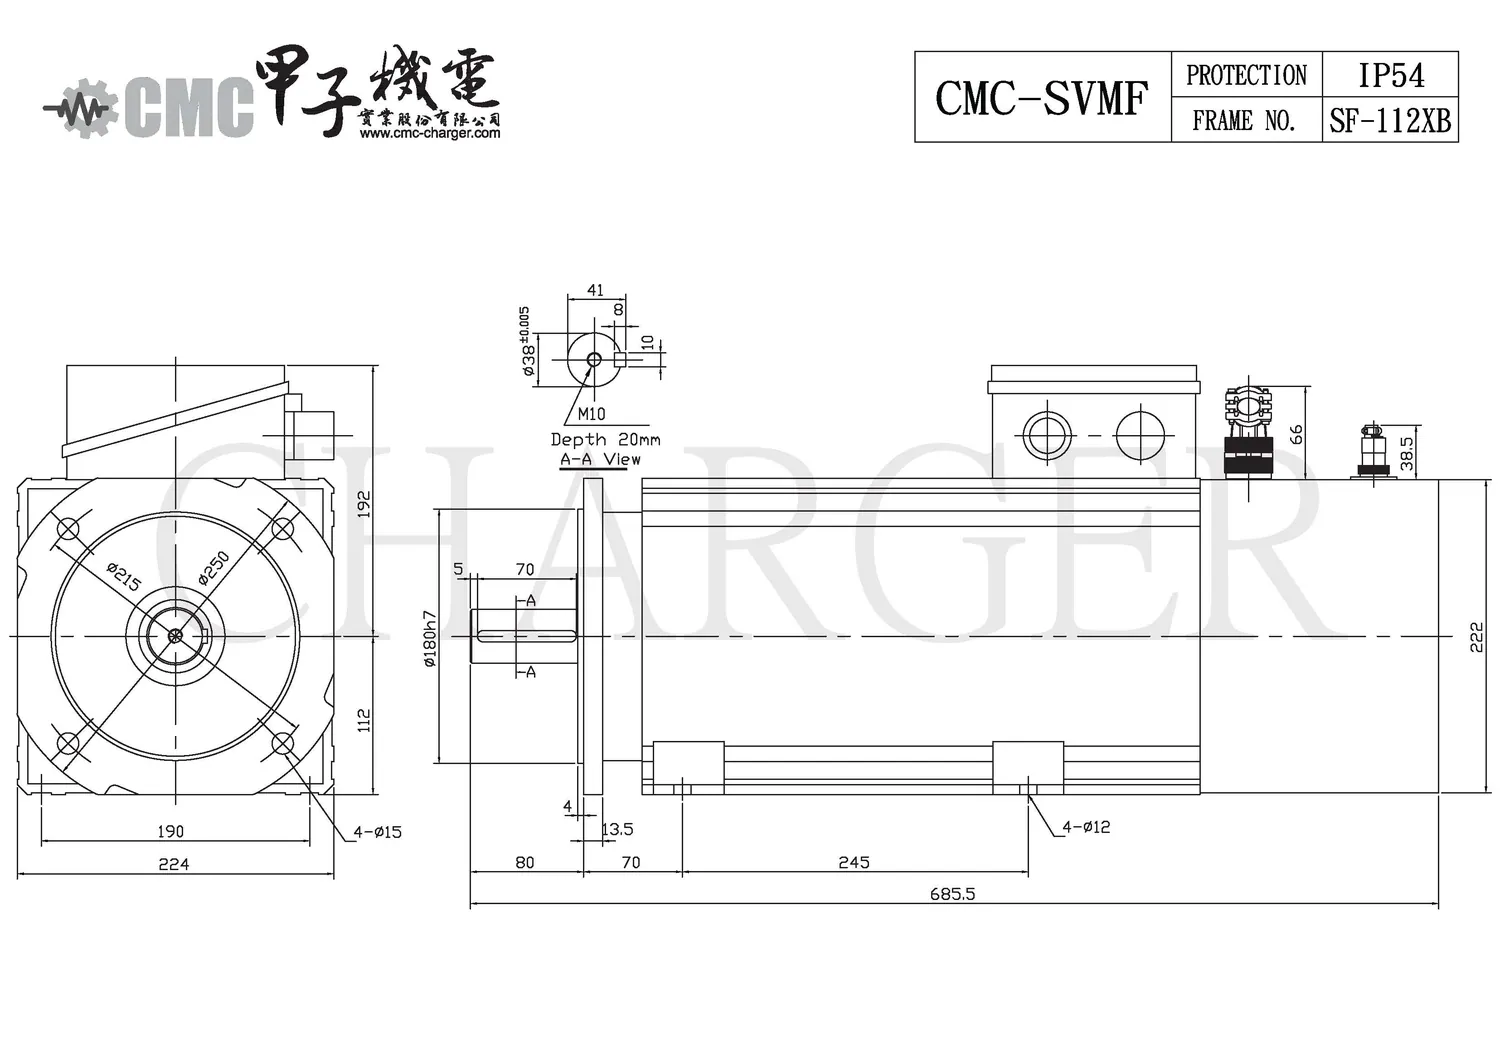 CMC 甲子機電
實業股份有限公司
www.cmc-charger.com
CMC-SVMF
PROTECTION
IP54
FRAME NO.
SF-112XB
41
8
10
Ø38±0.005
M10
Depth 20mm
A-A View
66
38.5
192
Ø215
Ø250
112
190
224
4-Ø15
5
70
A
A
Ø180h7
222
4
13.5
80
70
245
685.5
4-Ø12
CHARGER